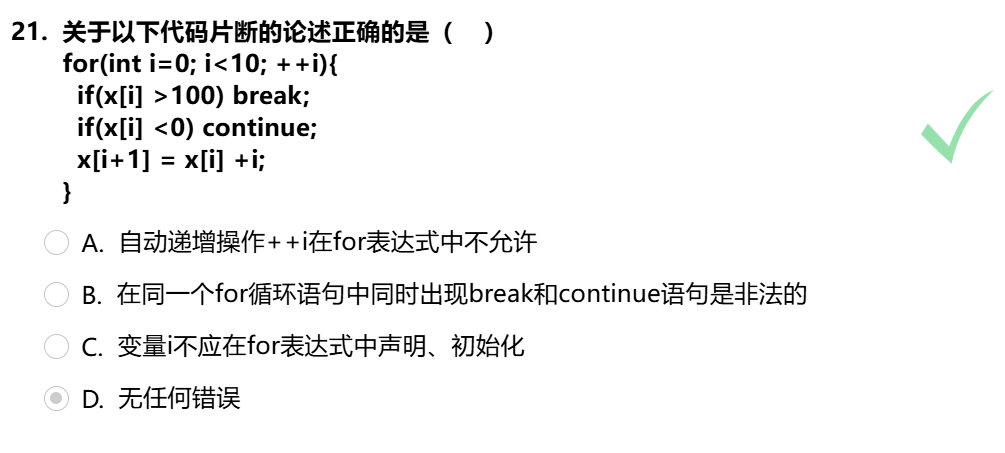 21. 关于以下代码片断的论述正确的是（ ）
for(int i=0; i<10; ++i){
if(x[i] >100) break;
if(x[i] <0) continue;
x[i+1] = x[i] +i;
}
A. 自动递增操作++i在for表达式中不允许
B. 在同一个for循环语句中同时出现break和continue语句是非法的
C. 变量i不应在for表达式中声明、初始化
D. 无任何错误